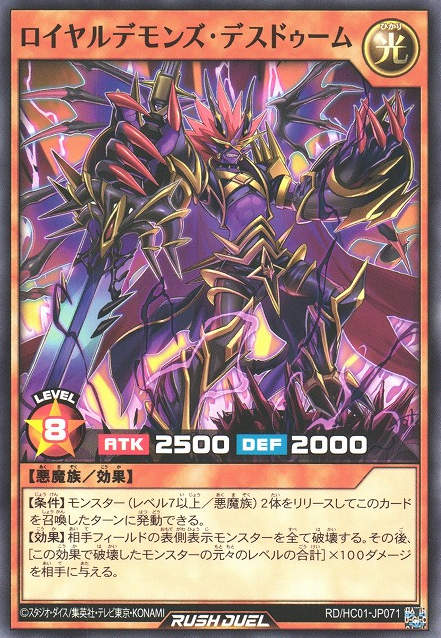 ロイヤルデモンズ・デスドゥーム
ひかり
光
LEVEL
8
ATK 2500 DEF 2000
【悪魔族／効果】
【条件】モンスター（レベル7以上／悪魔族）2体をリリースしてこのカード
を召喚したターンに発動できる。
【効果】相手フィールドの表側表示モンスターを全て破壊する。その後、
［この効果で破壊したモンスターの元々のレベルの合計］×100ダメージ
を相手に与える。
©スタジオ・ダイス/集英社・テレビ東京・KONAMI RUSH DUEL RD/HC01-JP071